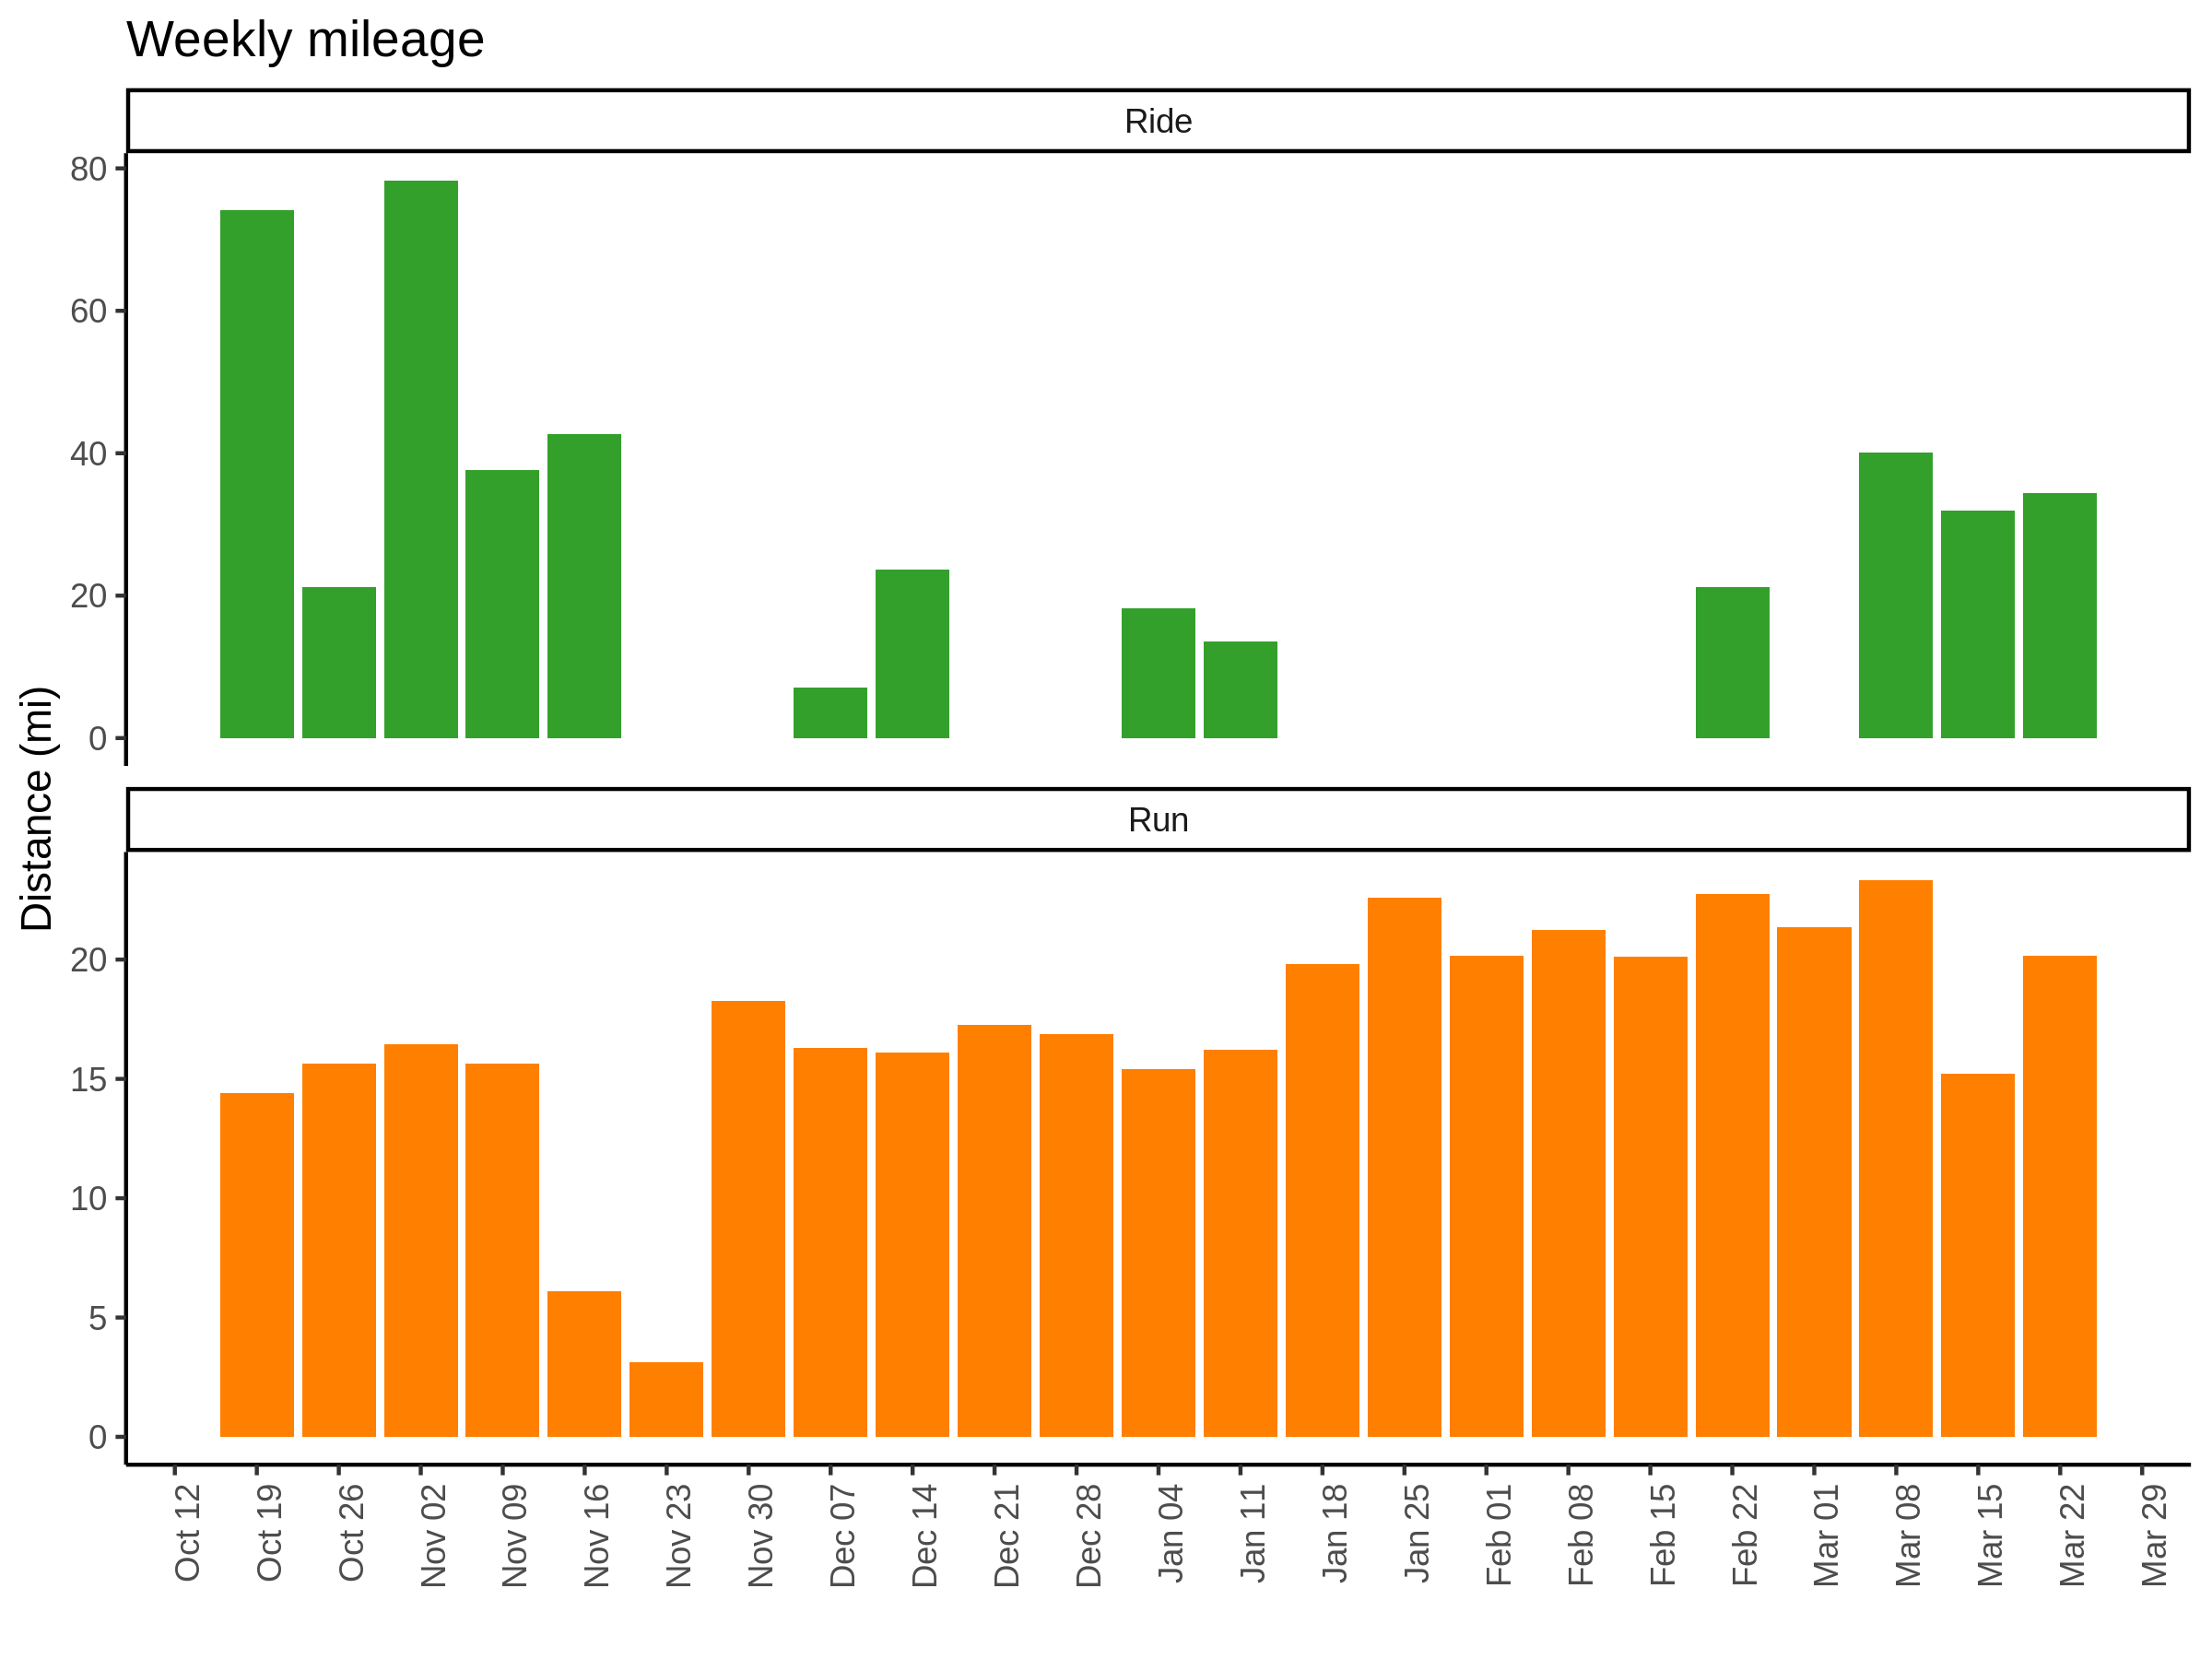 Weekly mileage
Ride
80
60
40
20
0
Distance (mi)
Run
20
15
10
5
0
Oct 12
Oct 19
Oct 26
Nov 02
Nov 09
Nov 16
Nov 23
Nov 30
Dec 07
Dec 14
Dec 21
Dec 28
Jan 04
Jan 11
Jan 18
Jan 25
Feb 01
Feb 08
Feb 15
Feb 22
Mar 01
Mar 08
Mar 15
Mar 22
Mar 29